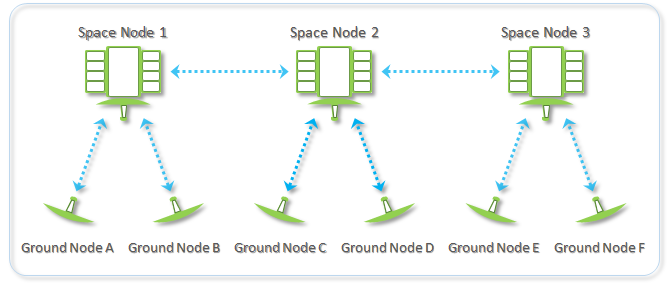 Space Node 1
Space Node 2
Space Node 3
Ground Node A
Ground Node B
Ground Node C
Ground Node D
Ground Node E
Ground Node F